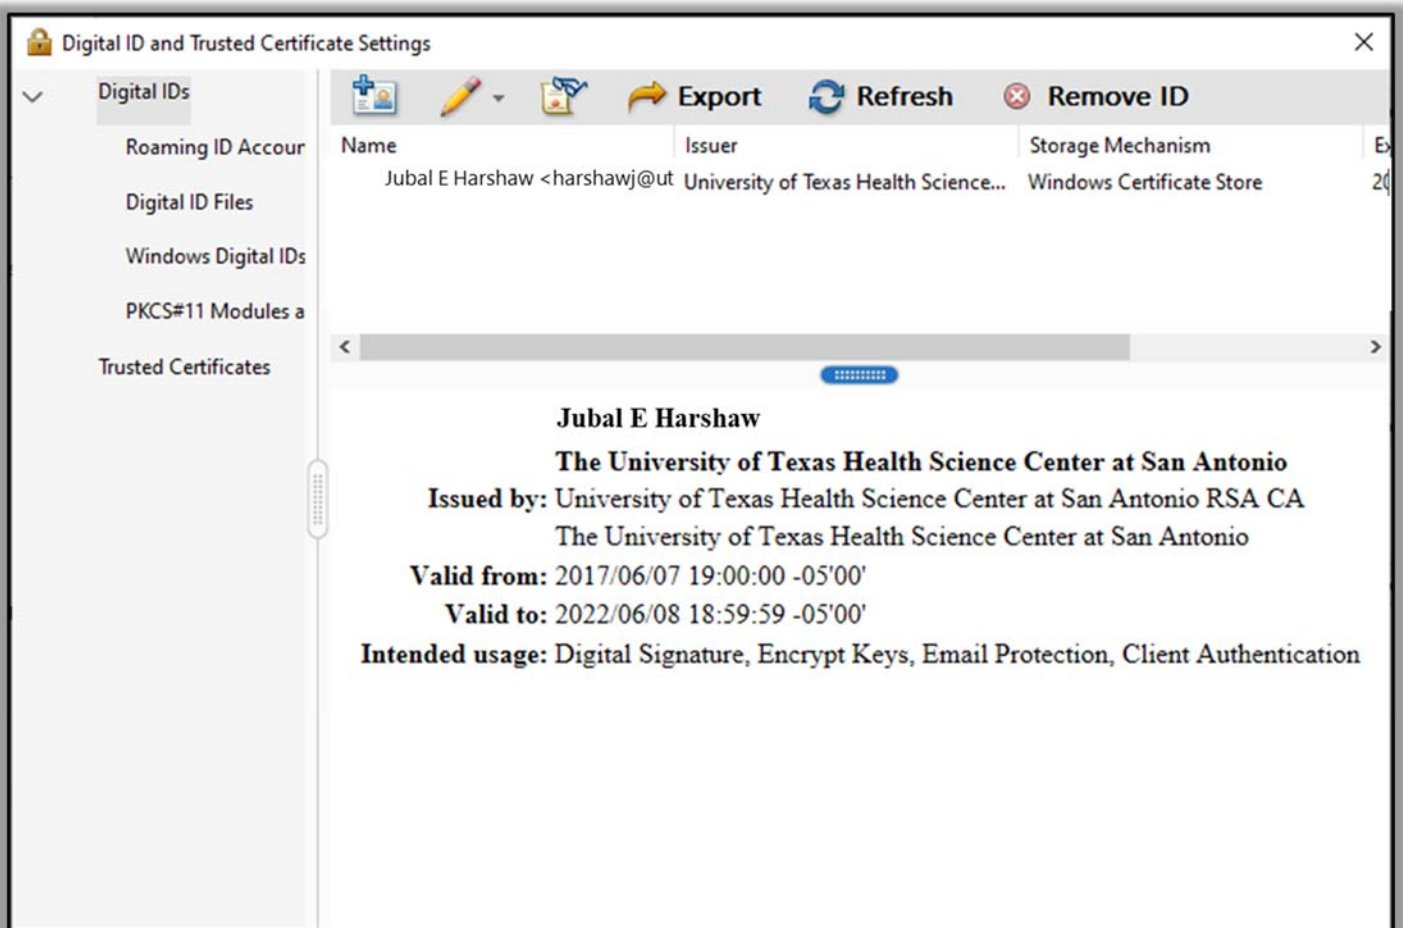 Digital ID and Trusted Certificate Settings
Digital IDs
Roaming ID Accour
Digital ID Files
Windows Digital IDs
PKCS#11 Modules a
Trusted Certificates
Export Refresh Remove ID
Name Issuer Storage Mechanism Ex
Jubal E Harshaw <harshawj@ut University of Texas Health Science... Windows Certificate Store 20
Jubal E Harshaw
The University of Texas Health Science Center at San Antonio
Issued by: University of Texas Health Science Center at San Antonio RSA CA
The University of Texas Health Science Center at San Antonio
Valid from: 2017/06/07 19:00:00 -05'00'
Valid to: 2022/06/08 18:59:59 -05'00'
Intended usage: Digital Signature, Encrypt Keys, Email Protection, Client Authentication